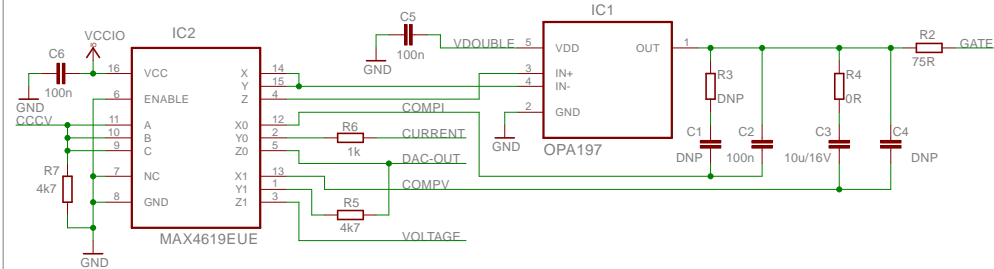 IC1
C5
IC2
VCCIO
VDOUBLE
5
VDD
OUT
1
R2
GATE
75R
C6
100n
GND
100n
GND
16
VCC
X
14
Y
15
Z
4
3
IN+
4
IN-
2
GND
GND
OPA197
R3
DNP
R4
0R
C1
DNP
C2
100n
C3
10u/16V
C4
DNP
6
ENABLE
CCCV
11
A
10
B
9
C
X0
12
COMPI
Y0
2
R6
1k
CURRENT
Z0
5
DAC-OUT
R7
4k7
7
NC
8
GND
X1
13
COMPV
Y1
1
R5
4k7
Z1
3
VOLTAGE
MAX4619EUE
GND